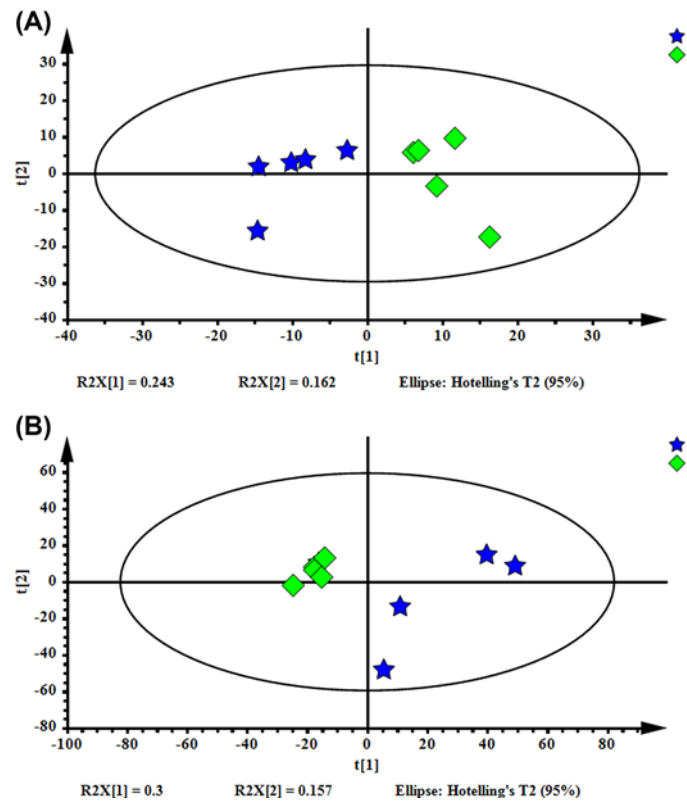 (A)
30
20
10
0
-10
-20
-30
-40
t[2]
-40 -30 -20 -10 0 10 20 30
t[1]
R2X[1] = 0.243 R2X[2] = 0.162 Ellipse: Hotelling's T2 (95%)
(B)
60
40
20
0
-20
-40
-60
-80
t[2]
-100 -80 -60 -40 -20 0 20 40 60 80
t[1]
R2X[1] = 0.3 R2X[2] = 0.157 Ellipse: Hotelling's T2 (95%)